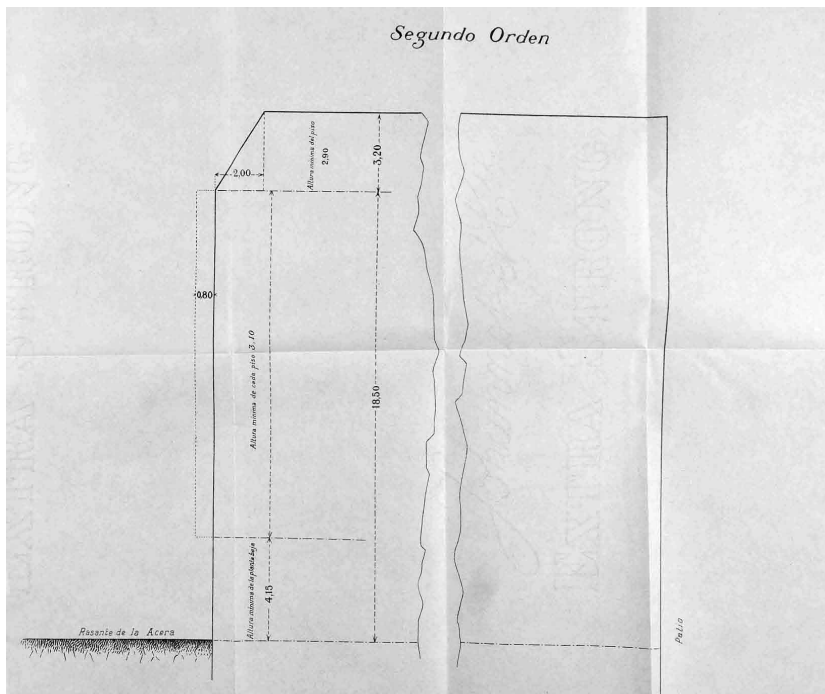 Segundo Orden
Altura mínima del piso
2,90
3,20
2,00
0,80
Altura mínima de cada piso 3,10
18,50
Altura mínima de la planta baja
4,15
Rasante de la Acera
Patio